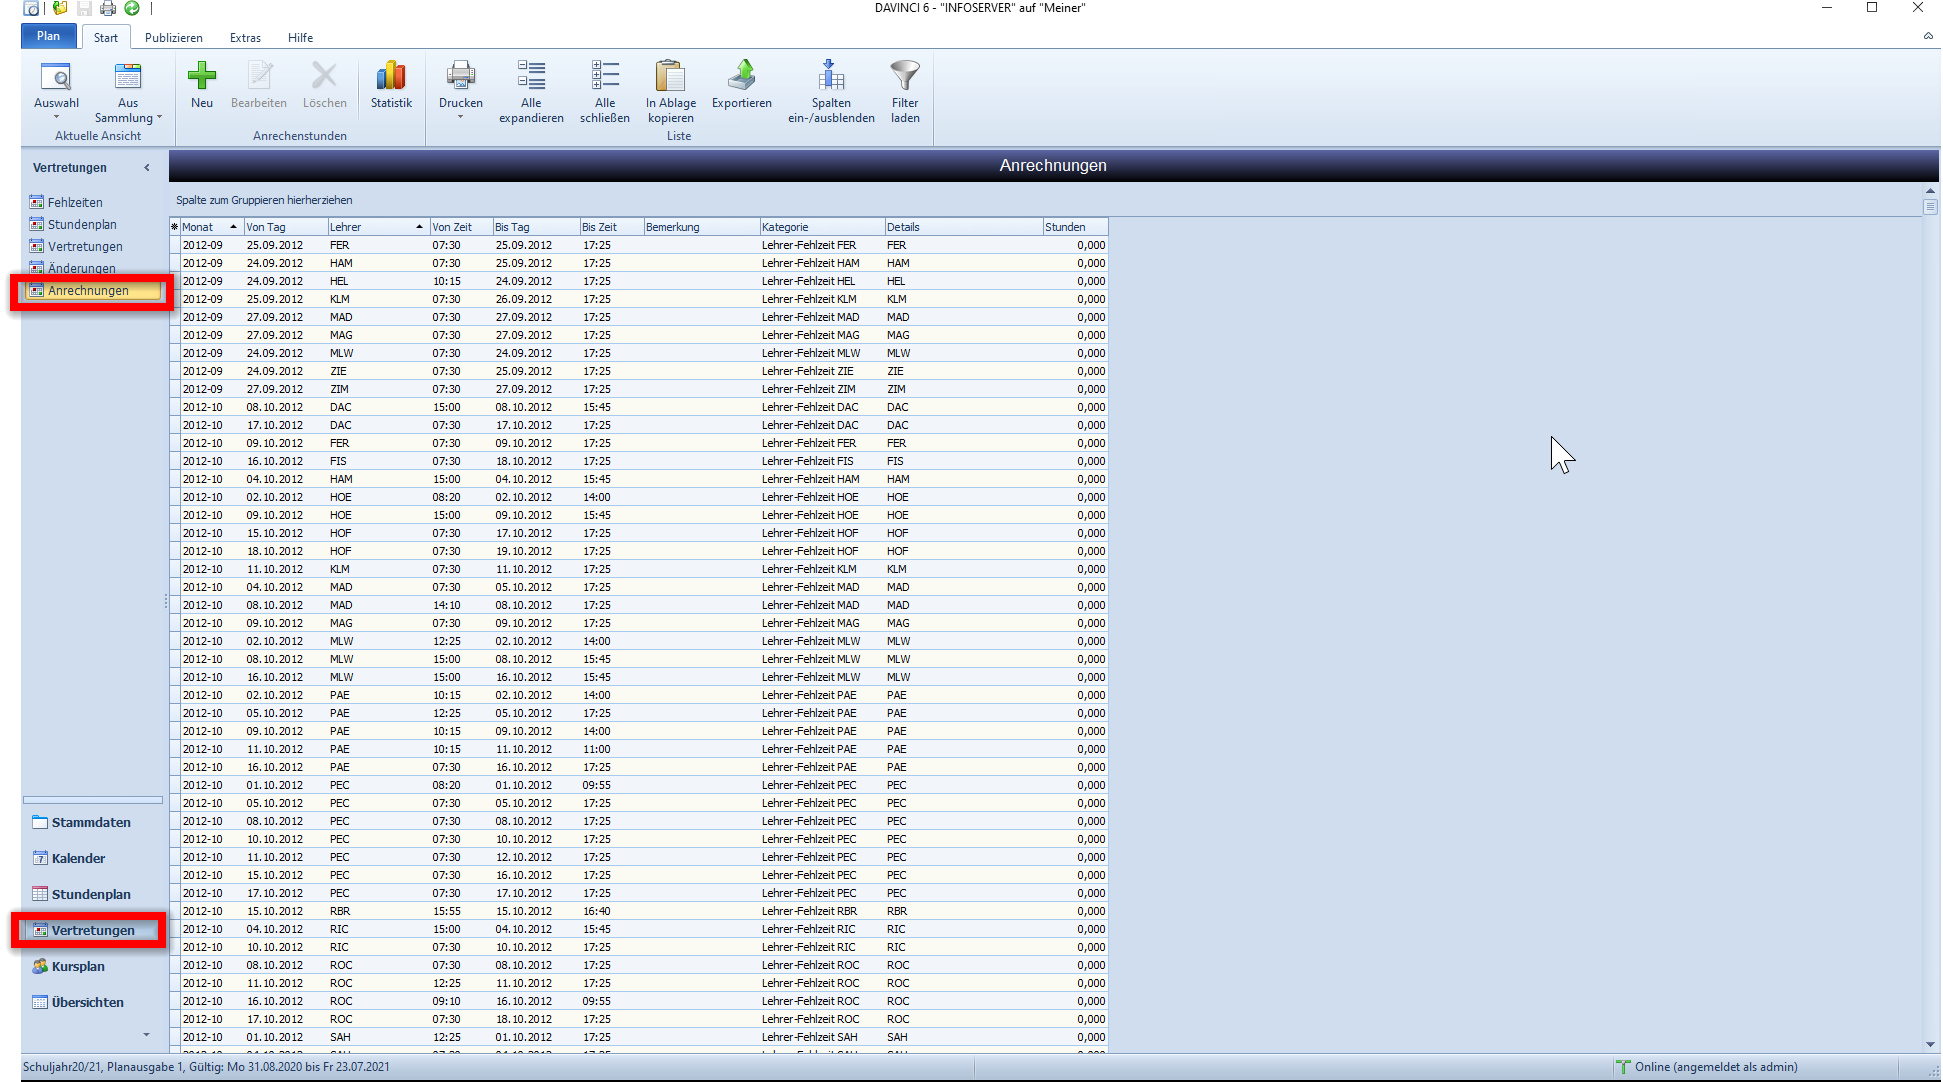 DAVINCI 6 - "INFOSERVER" auf "Meiner"
Plan Start Publizieren Extras Hilfe
Auswahl Aus Sammlung Neu Bearbeiten Löschen Statistik Drucken Alle expandieren Alle schließen In Ablage kopieren Exportieren Spalten ein-/ausblenden Filter laden
Aktuelle Ansicht Anrechenstunden Liste
Vertretungen
Fehlzeiten
Stundenplan
Vertretungen
Änderungen
Anrechnungen
Stammdaten
Kalender
Stundenplan
Vertretungen
Kursplan
Übersichten
Anrechnungen
Spalte zum Gruppieren hierherziehen
Monat Von Tag Lehrer Von Zeit Bis Tag Bis Zeit Bemerkung Kategorie Details Stunden
2012-09 25.09.2012 FER 07:30 25.09.2012 17:25 Lehrer-Fehlzeit FER FER 0,000
2012-09 24.09.2012 HAM 07:30 25.09.2012 17:25 Lehrer-Fehlzeit HAM HAM 0,000
2012-09 24.09.2012 HEL 10:15 24.09.2012 17:25 Lehrer-Fehlzeit HEL HEL 0,000
2012-09 25.09.2012 KLM 07:30 26.09.2012 17:25 Lehrer-Fehlzeit KLM KLM 0,000
2012-09 27.09.2012 MAD 07:30 27.09.2012 17:25 Lehrer-Fehlzeit MAD MAD 0,000
2012-09 27.09.2012 MAG 07:30 27.09.2012 17:25 Lehrer-Fehlzeit MAG MAG 0,000
2012-09 24.09.2012 MLW 07:30 24.09.2012 17:25 Lehrer-Fehlzeit MLW MLW 0,000
2012-09 24.09.2012 ZIE 07:30 25.09.2012 17:25 Lehrer-Fehlzeit ZIE ZIE 0,000
2012-09 27.09.2012 ZIM 07:30 27.09.2012 17:25 Lehrer-Fehlzeit ZIM ZIM 0,000
2012-10 08.10.2012 DAC 15:00 08.10.2012 15:45 Lehrer-Fehlzeit DAC DAC 0,000
2012-10 17.10.2012 DAC 07:30 17.10.2012 17:25 Lehrer-Fehlzeit DAC DAC 0,000
2012-10 09.10.2012 FER 07:30 09.10.2012 17:25 Lehrer-Fehlzeit FER FER 0,000
2012-10 16.10.2012 FIS 07:30 18.10.2012 17:25 Lehrer-Fehlzeit FIS FIS 0,000
2012-10 04.10.2012 HAM 15:00 04.10.2012 15:45 Lehrer-Fehlzeit HAM HAM 0,000
2012-10 02.10.2012 HOE 08:20 02.10.2012 14:00 Lehrer-Fehlzeit HOE HOE 0,000
2012-10 09.10.2012 HOE 15:00 09.10.2012 15:45 Lehrer-Fehlzeit HOE HOE 0,000
2012-10 15.10.2012 HOF 07:30 17.10.2012 17:25 Lehrer-Fehlzeit HOF HOF 0,000
2012-10 18.10.2012 HOF 07:30 19.10.2012 17:25 Lehrer-Fehlzeit HOF HOF 0,000
2012-10 11.10.2012 KLM 07:30 11.10.2012 17:25 Lehrer-Fehlzeit KLM KLM 0,000
2012-10 04.10.2012 MAD 07:30 05.10.2012 17:25 Lehrer-Fehlzeit MAD MAD 0,000
2012-10 08.10.2012 MAD 14:10 08.10.2012 17:25 Lehrer-Fehlzeit MAD MAD 0,000
2012-10 09.10.2012 MAG 07:30 09.10.2012 17:25 Lehrer-Fehlzeit MAG MAG 0,000
2012-10 02.10.2012 MLW 12:25 02.10.2012 14:00 Lehrer-Fehlzeit MLW MLW 0,000
2012-10 08.10.2012 MLW 15:00 08.10.2012 15:45 Lehrer-Fehlzeit MLW MLW 0,000
2012-10 16.10.2012 MLW 15:00 16.10.2012 15:45 Lehrer-Fehlzeit MLW MLW 0,000
2012-10 02.10.2012 PAE 10:15 02.10.2012 14:00 Lehrer-Fehlzeit PAE PAE 0,000
2012-10 05.10.2012 PAE 12:25 05.10.2012 17:25 Lehrer-Fehlzeit PAE PAE 0,000
2012-10 09.10.2012 PAE 10:15 09.10.2012 14:00 Lehrer-Fehlzeit PAE PAE 0,000
2012-10 11.10.2012 PAE 10:15 11.10.2012 11:00 Lehrer-Fehlzeit PAE PAE 0,000
2012-10 16.10.2012 PAE 07:30 16.10.2012 17:25 Lehrer-Fehlzeit PAE PAE 0,000
2012-10 01.10.2012 PEC 08:20 01.10.2012 09:55 Lehrer-Fehlzeit PEC PEC 0,000
2012-10 05.10.2012 PEC 07:30 05.10.2012 17:25 Lehrer-Fehlzeit PEC PEC 0,000
2012-10 08.10.2012 PEC 07:30 08.10.2012 17:25 Lehrer-Fehlzeit PEC PEC 0,000
2012-10 10.10.2012 PEC 07:30 10.10.2012 17:25 Lehrer-Fehlzeit PEC PEC 0,000
2012-10 11.10.2012 PEC 07:30 12.10.2012 17:25 Lehrer-Fehlzeit PEC PEC 0,000
2012-10 15.10.2012 PEC 07:30 16.10.2012 17:25 Lehrer-Fehlzeit PEC PEC 0,000
2012-10 17.10.2012 PEC 07:30 17.10.2012 17:25 Lehrer-Fehlzeit PEC PEC 0,000
2012-10 15.10.2012 RBR 15:55 15.10.2012 16:40 Lehrer-Fehlzeit RBR RBR 0,000
2012-10 04.10.2012 RIC 15:00 04.10.2012 15:45 Lehrer-Fehlzeit RIC RIC 0,000
2012-10 10.10.2012 RIC 07:30 10.10.2012 17:25 Lehrer-Fehlzeit RIC RIC 0,000
2012-10 08.10.2012 ROC 07:30 08.10.2012 17:25 Lehrer-Fehlzeit ROC ROC 0,000
2012-10 11.10.2012 ROC 12:25 11.10.2012 17:25 Lehrer-Fehlzeit ROC ROC 0,000
2012-10 16.10.2012 ROC 09:10 16.10.2012 09:55 Lehrer-Fehlzeit ROC ROC 0,000
2012-10 17.10.2012 ROC 07:30 18.10.2012 17:25 Lehrer-Fehlzeit ROC ROC 0,000
2012-10 01.10.2012 SAH 12:25 01.10.2012 17:25 Lehrer-Fehlzeit SAH SAH 0,000
Schuljahr20/21, Planausgabe 1, Gültig: Mo 31.08.2020 bis Fr 23.07.2021
Online (angemeldet als admin)